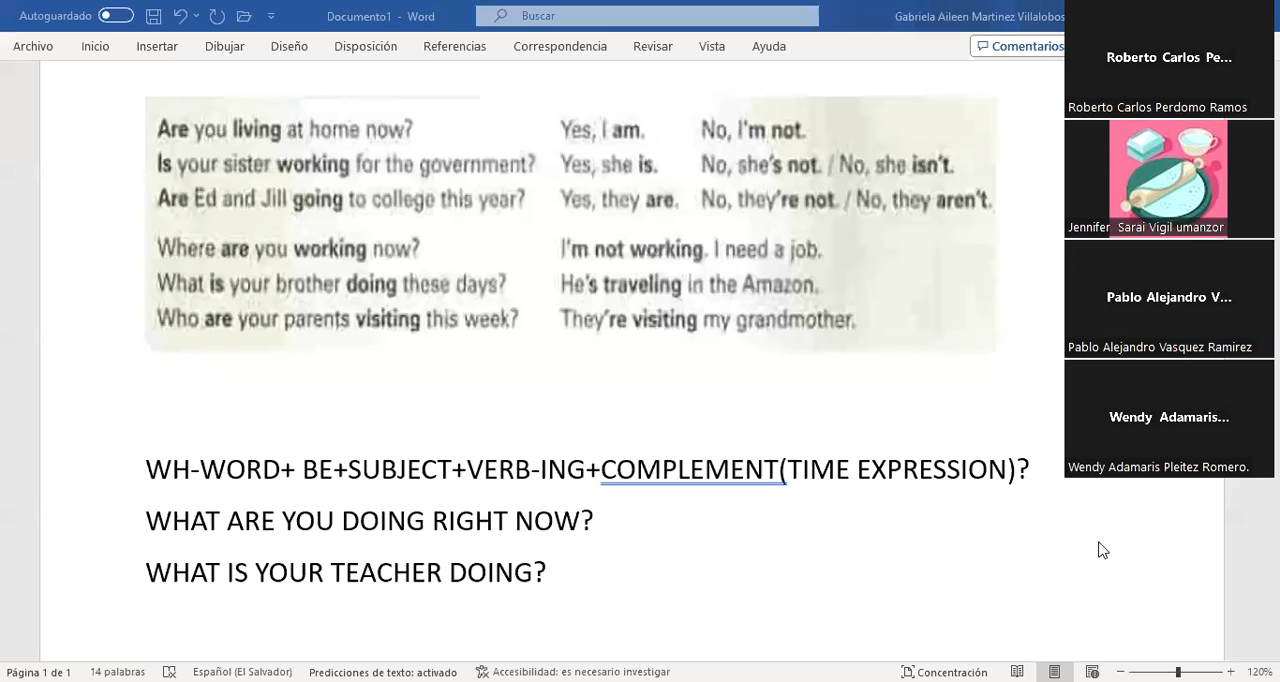 Autoguardado
Documento1 - Word
Buscar
Gabriela Aileen Martinez Villalobos
Archivo Inicio Insertar Dibujar Diseño Disposición Referencias Correspondencia Revisar Vista Ayuda
Comentarios
Are you living at home now? Yes, I am. No, I'm not.
Is your sister working for the government? Yes, she is. No, she's not. / No, she isn't.
Are Ed and Jill going to college this year? Yes, they are. No, they're not. / No, they aren't.
Where are you working now? I'm not working. I need a job.
What is your brother doing these days? He's traveling in the Amazon.
Who are your parents visiting this week? They're visiting my grandmother.
WH-WORD+ BE+SUBJECT+VERB-ING+COMPLEMENT(TIME EXPRESSION)?
WHAT ARE YOU DOING RIGHT NOW?
WHAT IS YOUR TEACHER DOING?
Roberto Carlos Pe...
Roberto Carlos Perdomo Ramos
Jennifer Sarai Vigil umanzor
Pablo Alejandro V...
Pablo Alejandro Vasquez Ramirez
Wendy Adamaris...
Wendy Adamaris Pleitez Romero.
Página 1 de 1 14 palabras Español (El Salvador) Predicciones de texto: activado Accesibilidad: es necesario investigar Concentración 120%